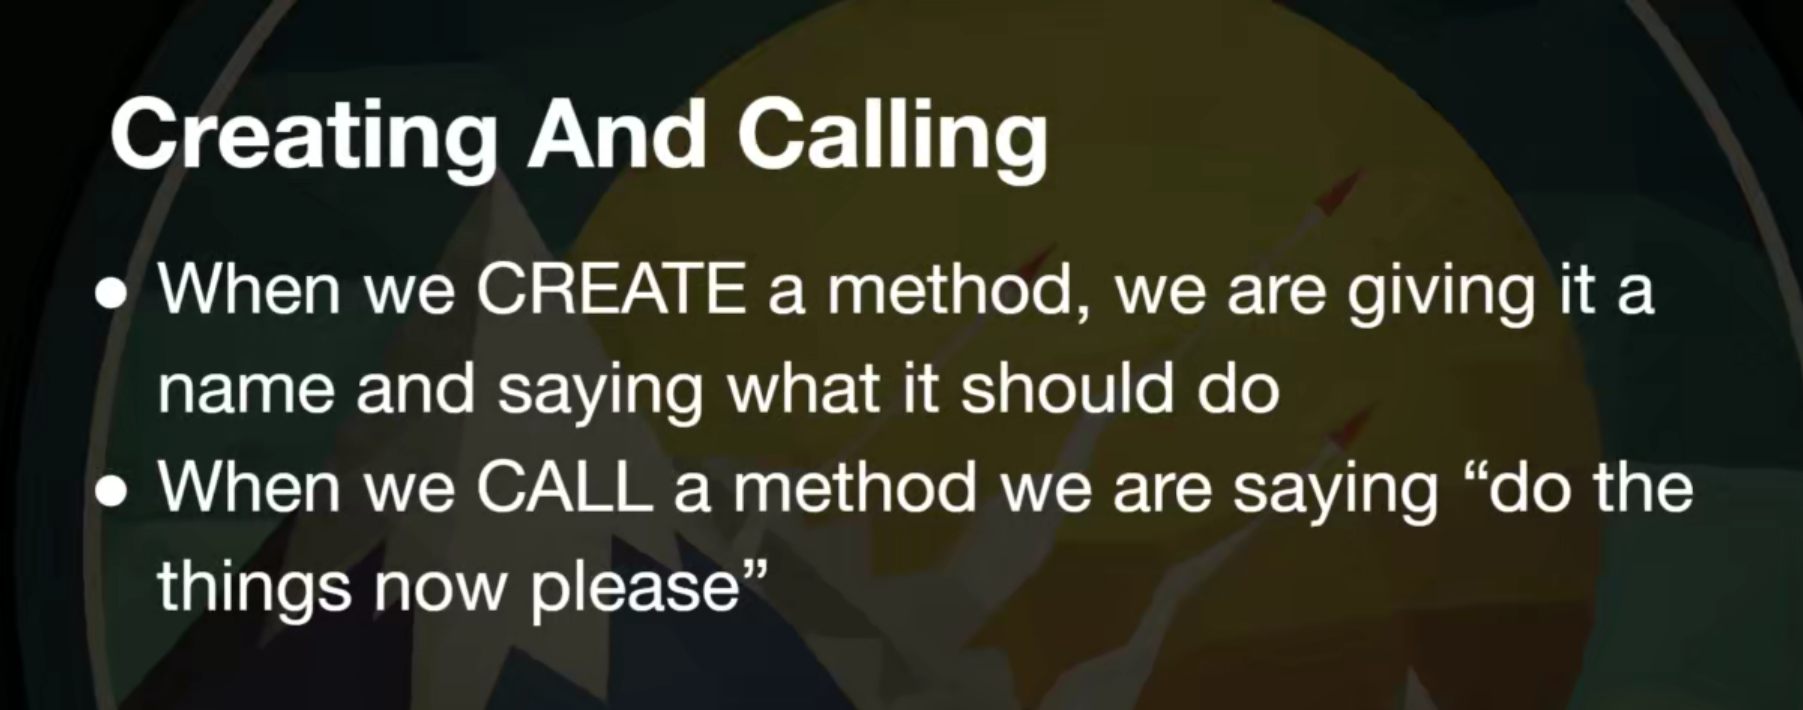 Creating And Calling
• When we CREATE a method, we are giving it a
name and saying what it should do
• When we CALL a method we are saying “do the
things now please”